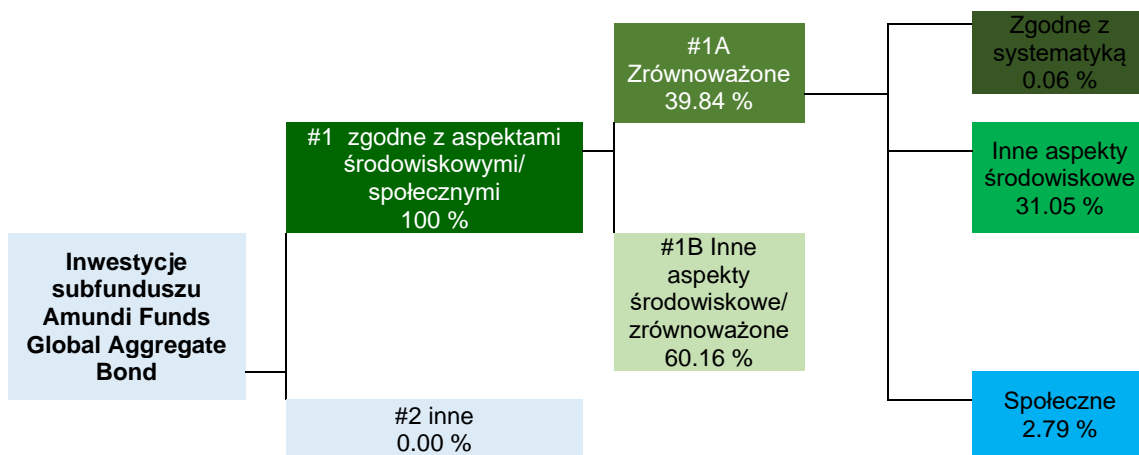 Inwestycje
subfunduszu
Amundi Funds
Global Aggregate
Bond
#1 zgodne z aspektami
środowiskowymi/
społecznymi
100 %
#2 inne
0.00 %
#1A
Zrównoważone
39.84 %
#1B Inne
aspekty
środowiskowe/
zrównoważone
60.16 %
Zgodne z
systematyką
0.06 %
Inne aspekty
środowiskowe
31.05 %
Społeczne
2.79 %